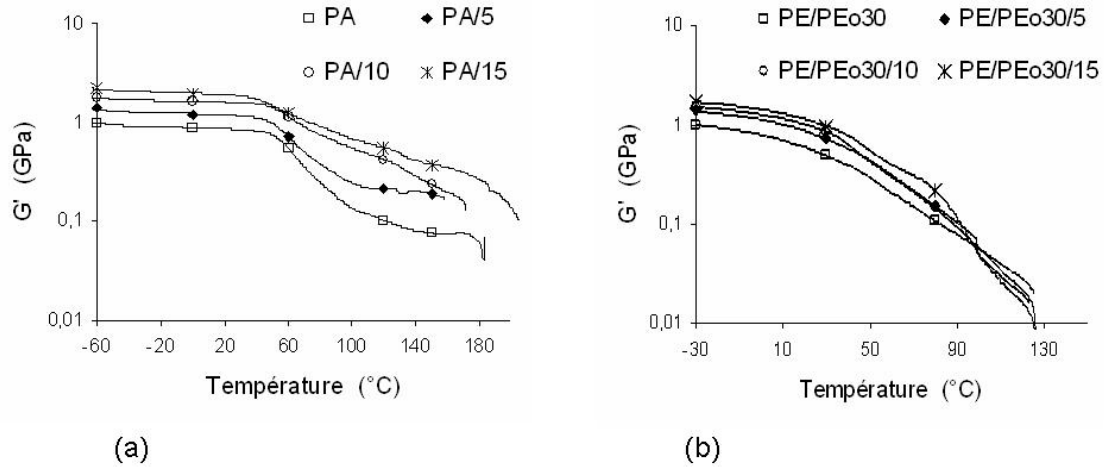 PA PA/5
PA/10 PA/15
10
1
0,1
0,01
G' (GPa)
-60 -20 20 60 100 140 180
Température (°C)
(a)
PE/PEo30 PE/PEo30/5
PE/PEo30/10 PE/PEo30/15
10
1
0,1
0,01
G' (GPa)
-30 10 50 90 130
Température (°C)
(b)